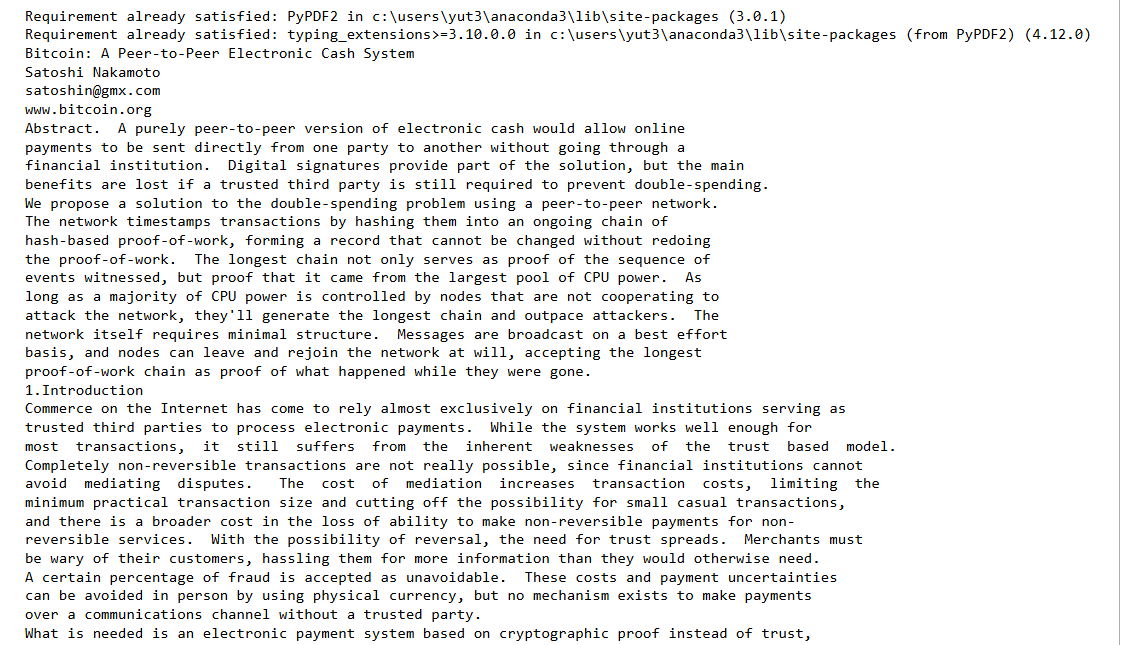 Requirement already satisfied: PyPDF2 in c:\users\yut3\anaconda3\lib\site-packages (3.0.1)
Requirement already satisfied: typing_extensions>=3.10.0.0 in c:\users\yut3\anaconda3\lib\site-packages (from PyPDF2) (4.12.0)
Bitcoin: A Peer-to-Peer Electronic Cash System
Satoshi Nakamoto
satoshin@gmx.com
www.bitcoin.org
Abstract.  A purely peer-to-peer version of electronic cash would allow online
payments to be sent directly from one party to another without going through a
financial institution.  Digital signatures provide part of the solution, but the main
benefits are lost if a trusted third party is still required to prevent double-spending.
We propose a solution to the double-spending problem using a peer-to-peer network.
The network timestamps transactions by hashing them into an ongoing chain of
hash-based proof-of-work, forming a record that cannot be changed without redoing
the proof-of-work.  The longest chain not only serves as proof of the sequence of
events witnessed, but proof that it came from the largest pool of CPU power.  As
long as a majority of CPU power is controlled by nodes that are not cooperating to
attack the network, they'll generate the longest chain and outpace attackers.  The
network itself requires minimal structure.  Messages are broadcast on a best effort
basis, and nodes can leave and rejoin the network at will, accepting the longest
proof-of-work chain as proof of what happened while they were gone.
1.Introduction
Commerce on the Internet has come to rely almost exclusively on financial institutions serving as
trusted third parties to process electronic payments.  While the system works well enough for
most  transactions,  it  still  suffers  from  the  inherent  weaknesses  of  the  trust  based  model.
Completely non-reversible transactions are not really possible, since financial institutions cannot
avoid  mediating  disputes.   The  cost  of  mediation  increases  transaction  costs,  limiting  the
minimum practical transaction size and cutting off the possibility for small casual transactions,
and there is a broader cost in the loss of ability to make non-reversible payments for non-
reversible services.  With the possibility of reversal, the need for trust spreads.  Merchants must
be wary of their customers, hassling them for more information than they would otherwise need.
A certain percentage of fraud is accepted as unavoidable.  These costs and payment uncertainties
can be avoided in person by using physical currency, but no mechanism exists to make payments
over a communications channel without a trusted party.
What is needed is an electronic payment system based on cryptographic proof instead of trust,